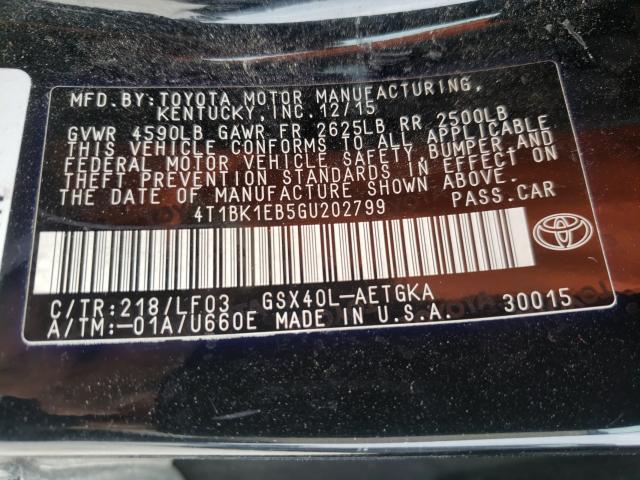 MFD.BY:TOYOTA MOTOR MANUFACTURING,
KENTUCKY,INC.12/15
GVWR 4590LB GAWR FR 2625LB RR 2500LB
THIS VEHICLE CONFORMS TO ALL APPLICABLE
FEDERAL MOTOR VEHICLE SAFETY,BUMPER,AND
THEFT PREVENTION STANDARDS IN EFFECT ON
THE DATE OF MANUFACTURE SHOWN ABOVE.
4T1BK1EB5GU202799 PASS.CAR
C/TR:218/LF03 GSX40L-AETGKA
A/TM:-01A/U660E MADE IN U.S.A. 30015